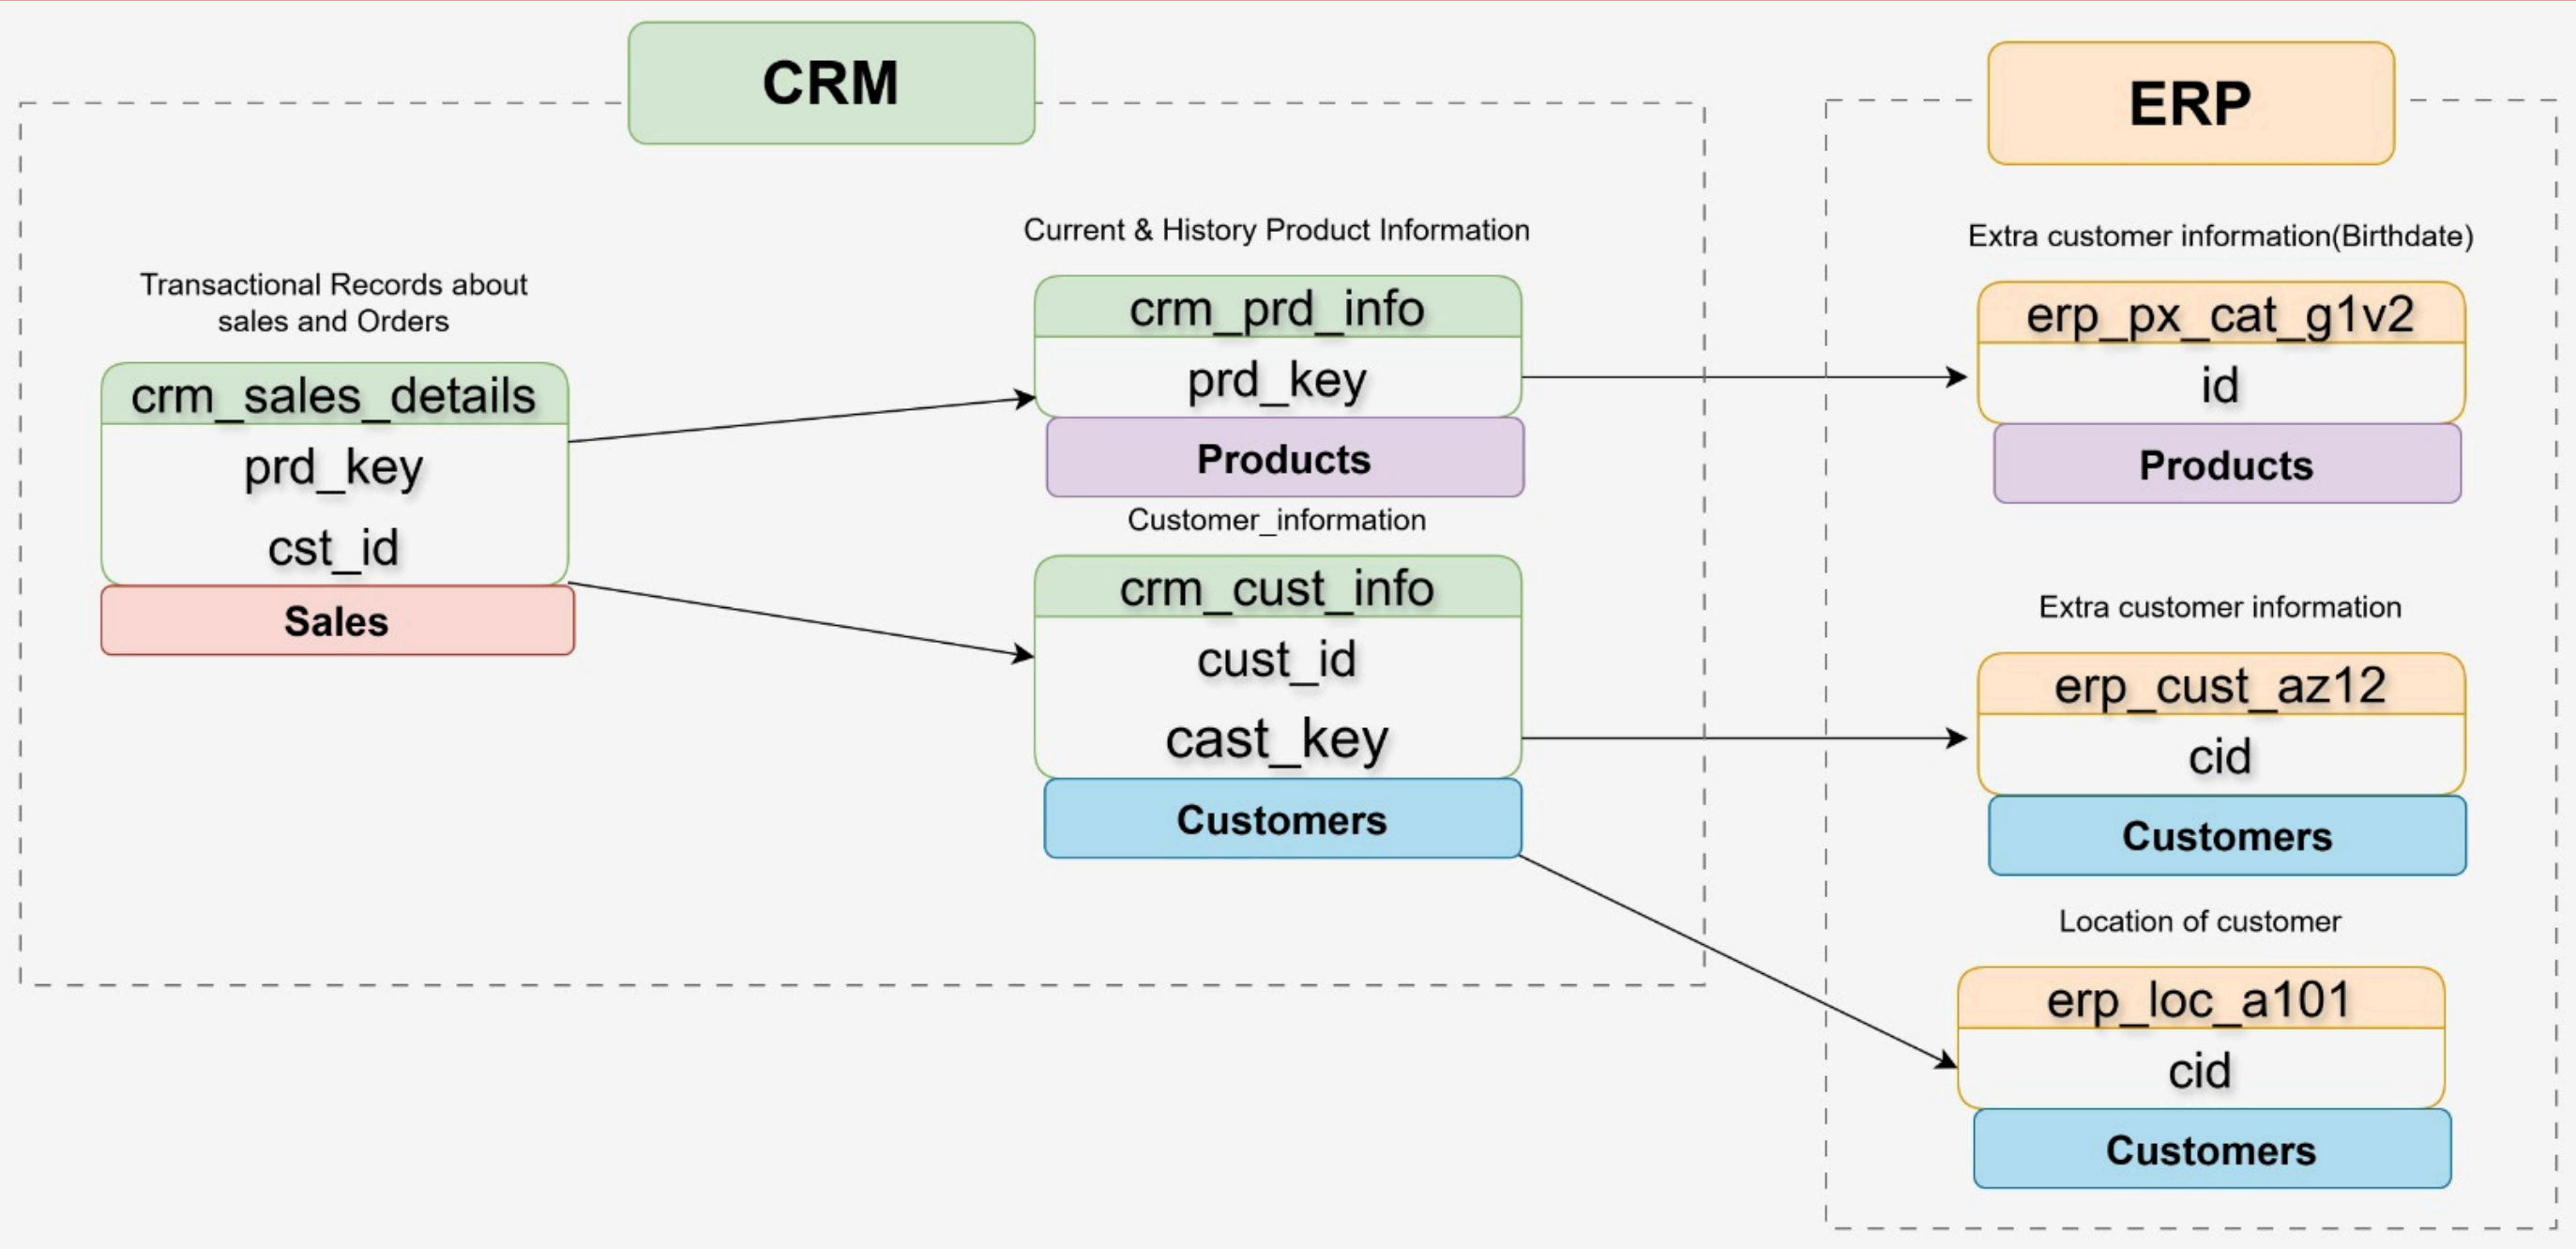 CRM
ERP
Transactional Records about
sales and Orders
crm_sales_details
prd_key
cst_id
Sales
Current & History Product Information
crm_prd_info
prd_key
Products
Customer_information
crm_cust_info
cust_id
cast_key
Customers
Extra customer information(Birthdate)
erp_px_cat_g1v2
id
Products
Extra customer information
erp_cust_az12
cid
Customers
Location of customer
erp_loc_a101
cid
Customers